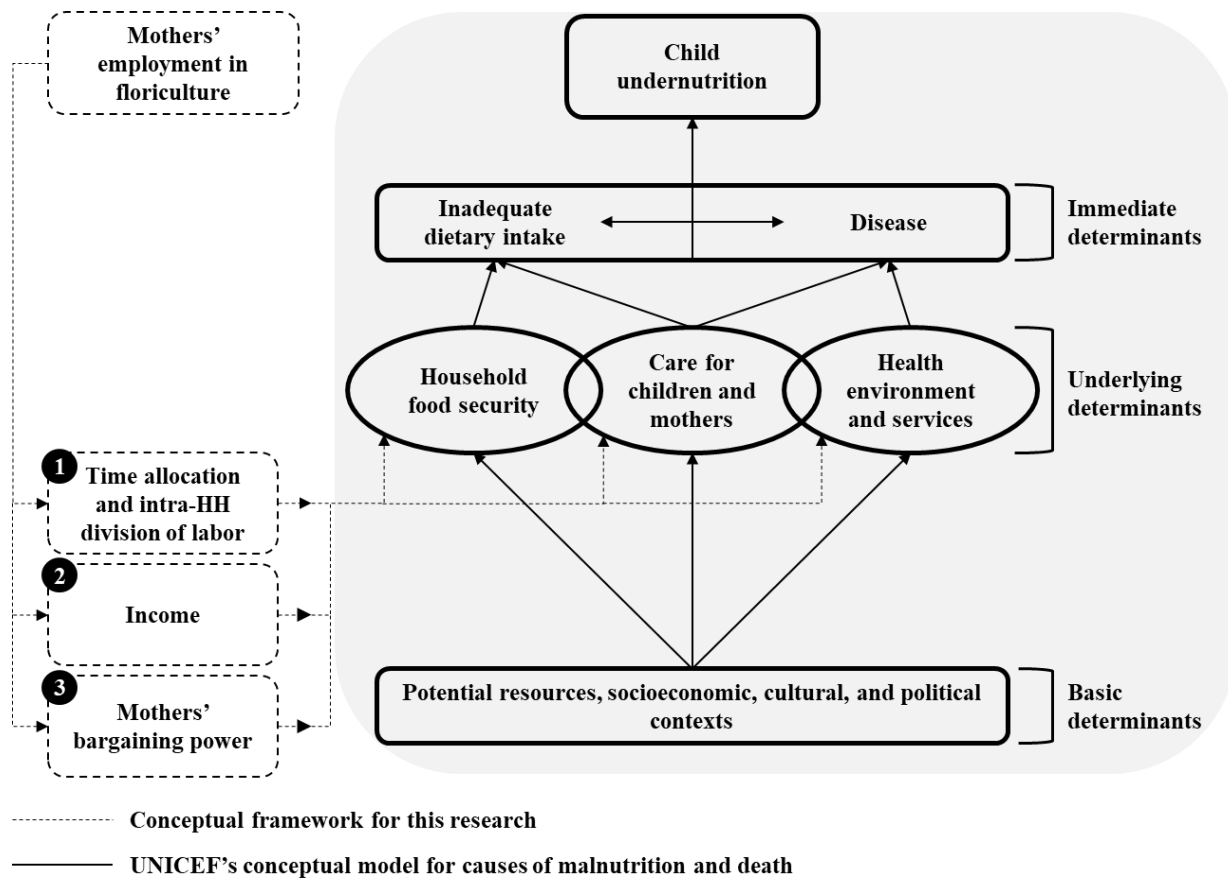 Mothers’
employment in
floriculture
Child
undernutrition
Inadequate
dietary intake
Disease
Immediate
determinants
Household
food security
Care for
children and
mothers
Health
environment
and services
Underlying
determinants
1
Time allocation
and intra-HH
division of labor
2
Income
3
Mothers’
bargaining power
Potential resources, socioeconomic, cultural, and political
contexts
Basic
determinants
Conceptual framework for this research
UNICEF’s conceptual model for causes of malnutrition and death